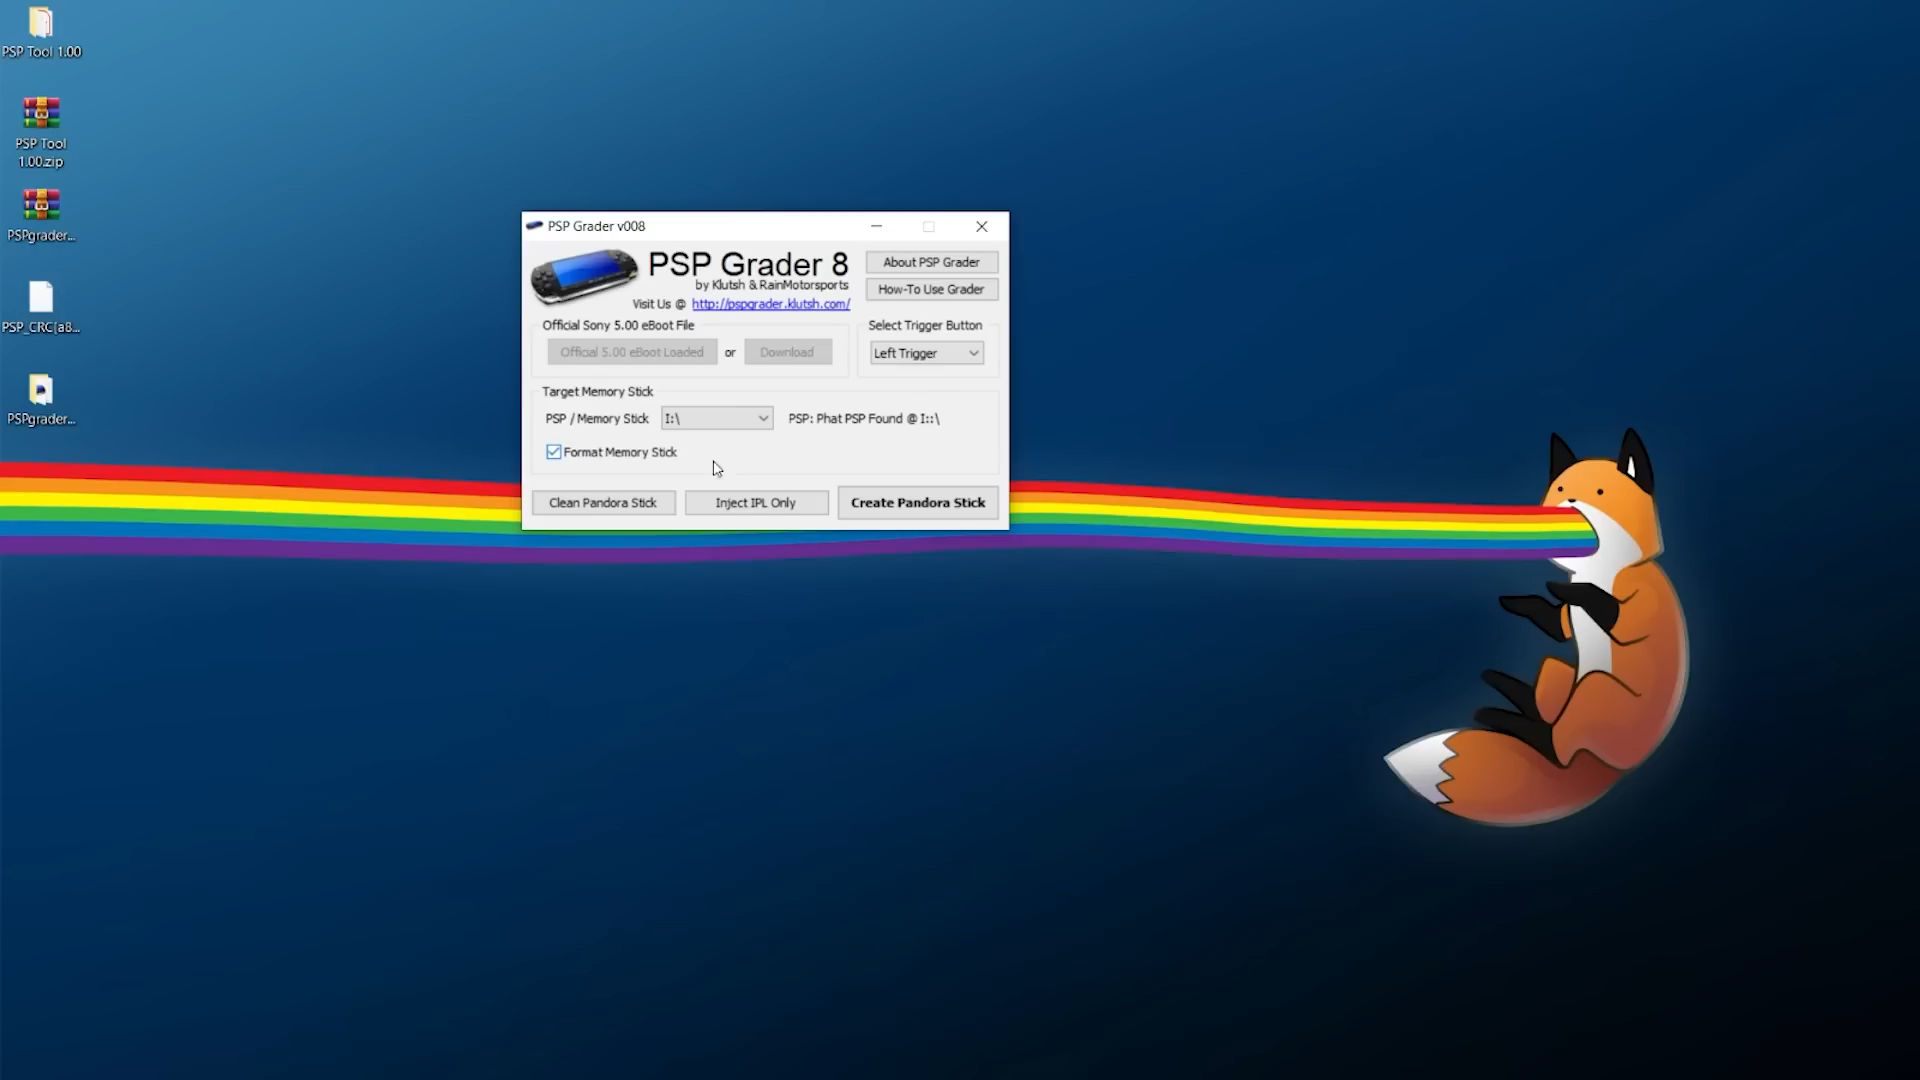 PSP Tool 1.00
PSP Tool
1.00.zip
PSPgrader...
PSP_CRC[a8...
PSPgrader...
PSP Grader v008
PSP Grader 8
by Klutsh & RainMotorsports
Visit Us @ http://pspgrader.klutsh.com/
About PSP Grader
How-To Use Grader
Official Sony 5.00 eBoot File
Official 5.00 eBoot Loaded or Download
Select Trigger Button
Left Trigger
Target Memory Stick
PSP / Memory Stick I:\ PSP: Phat PSP Found @ I::\
Format Memory Stick
Clean Pandora Stick Inject IPL Only Create Pandora Stick